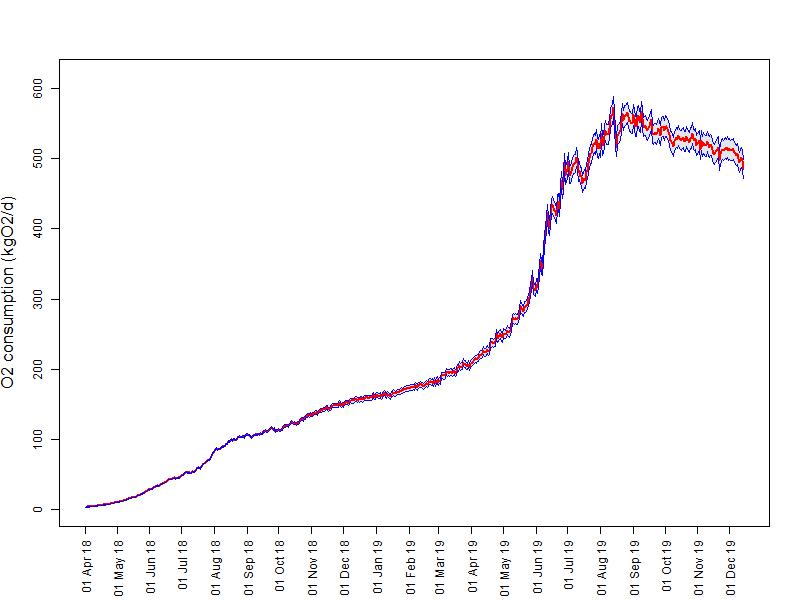 O2 consumption (kgO2/d)
600
500
400
300
200
100
0
01 Apr 18
01 May 18
01 Jun 18
01 Jul 18
01 Aug 18
01 Sep 18
01 Oct 18
01 Nov 18
01 Dec 18
01 Jan 19
01 Feb 19
01 Mar 19
01 Apr 19
01 May 19
01 Jun 19
01 Jul 19
01 Aug 19
01 Sep 19
01 Oct 19
01 Nov 19
01 Dec 19